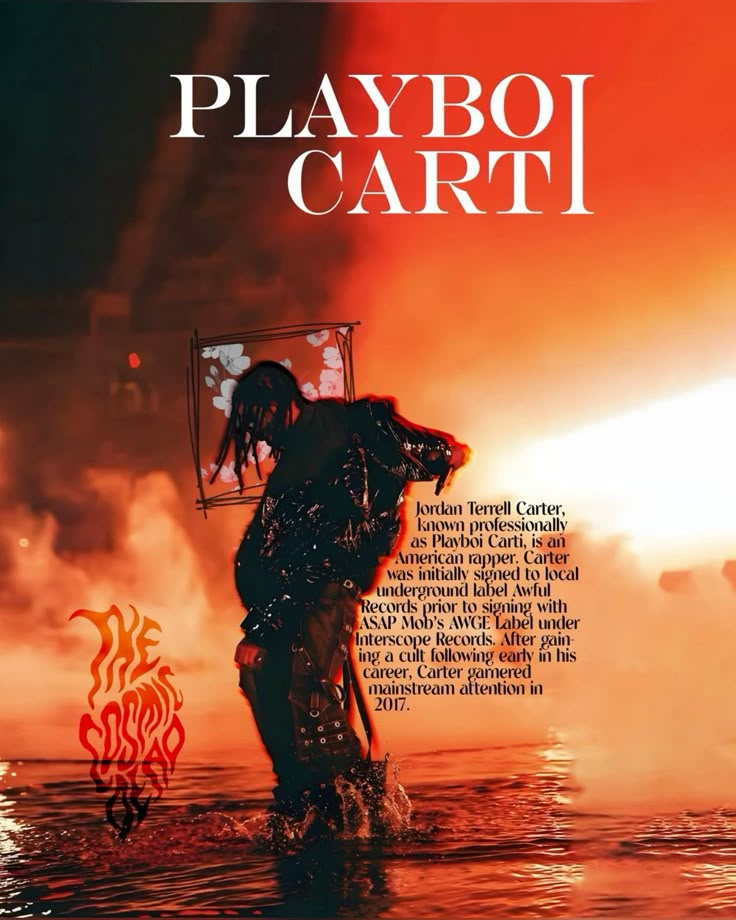 PLAYBOI
CARTI
Jordan Terrell Carter,
known professionally
as Playboi Carti, is an
American rapper. Carter
was initially signed to local
underground label Awful
Records prior to signing with
ASAP Mob's AWGE Label under
Interscope Records. After gain-
ing a cult following early in his
career, Carter garnered
mainstream attention in
2017.
THE
COSMIC